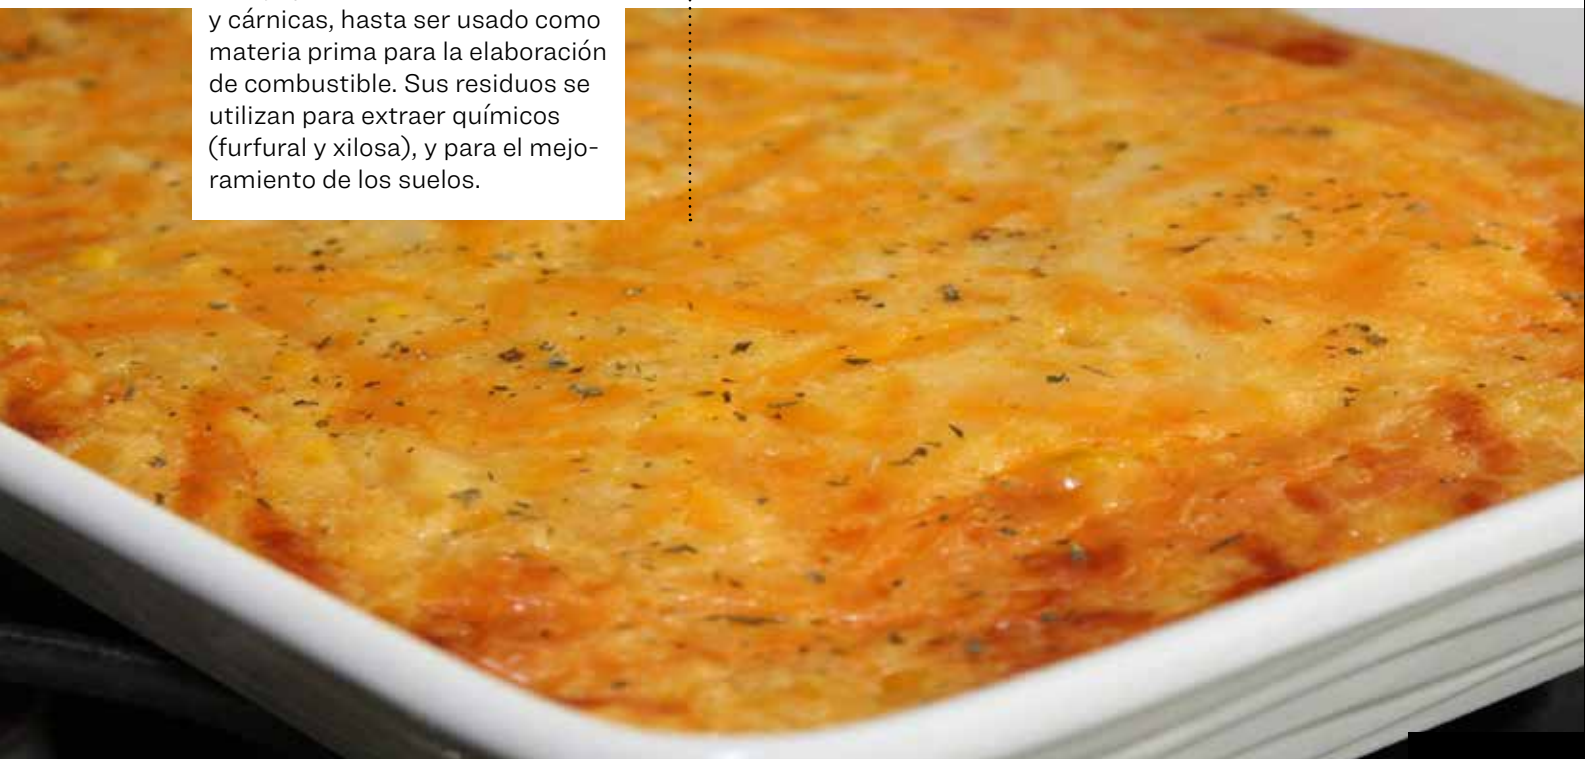 y cárnicas, hasta ser usado como
materia prima para la elaboración
de combustible. Sus residuos se
utilizan para extraer químicos
(furfural y xilosa), y para el mejo-
ramiento de los suelos.